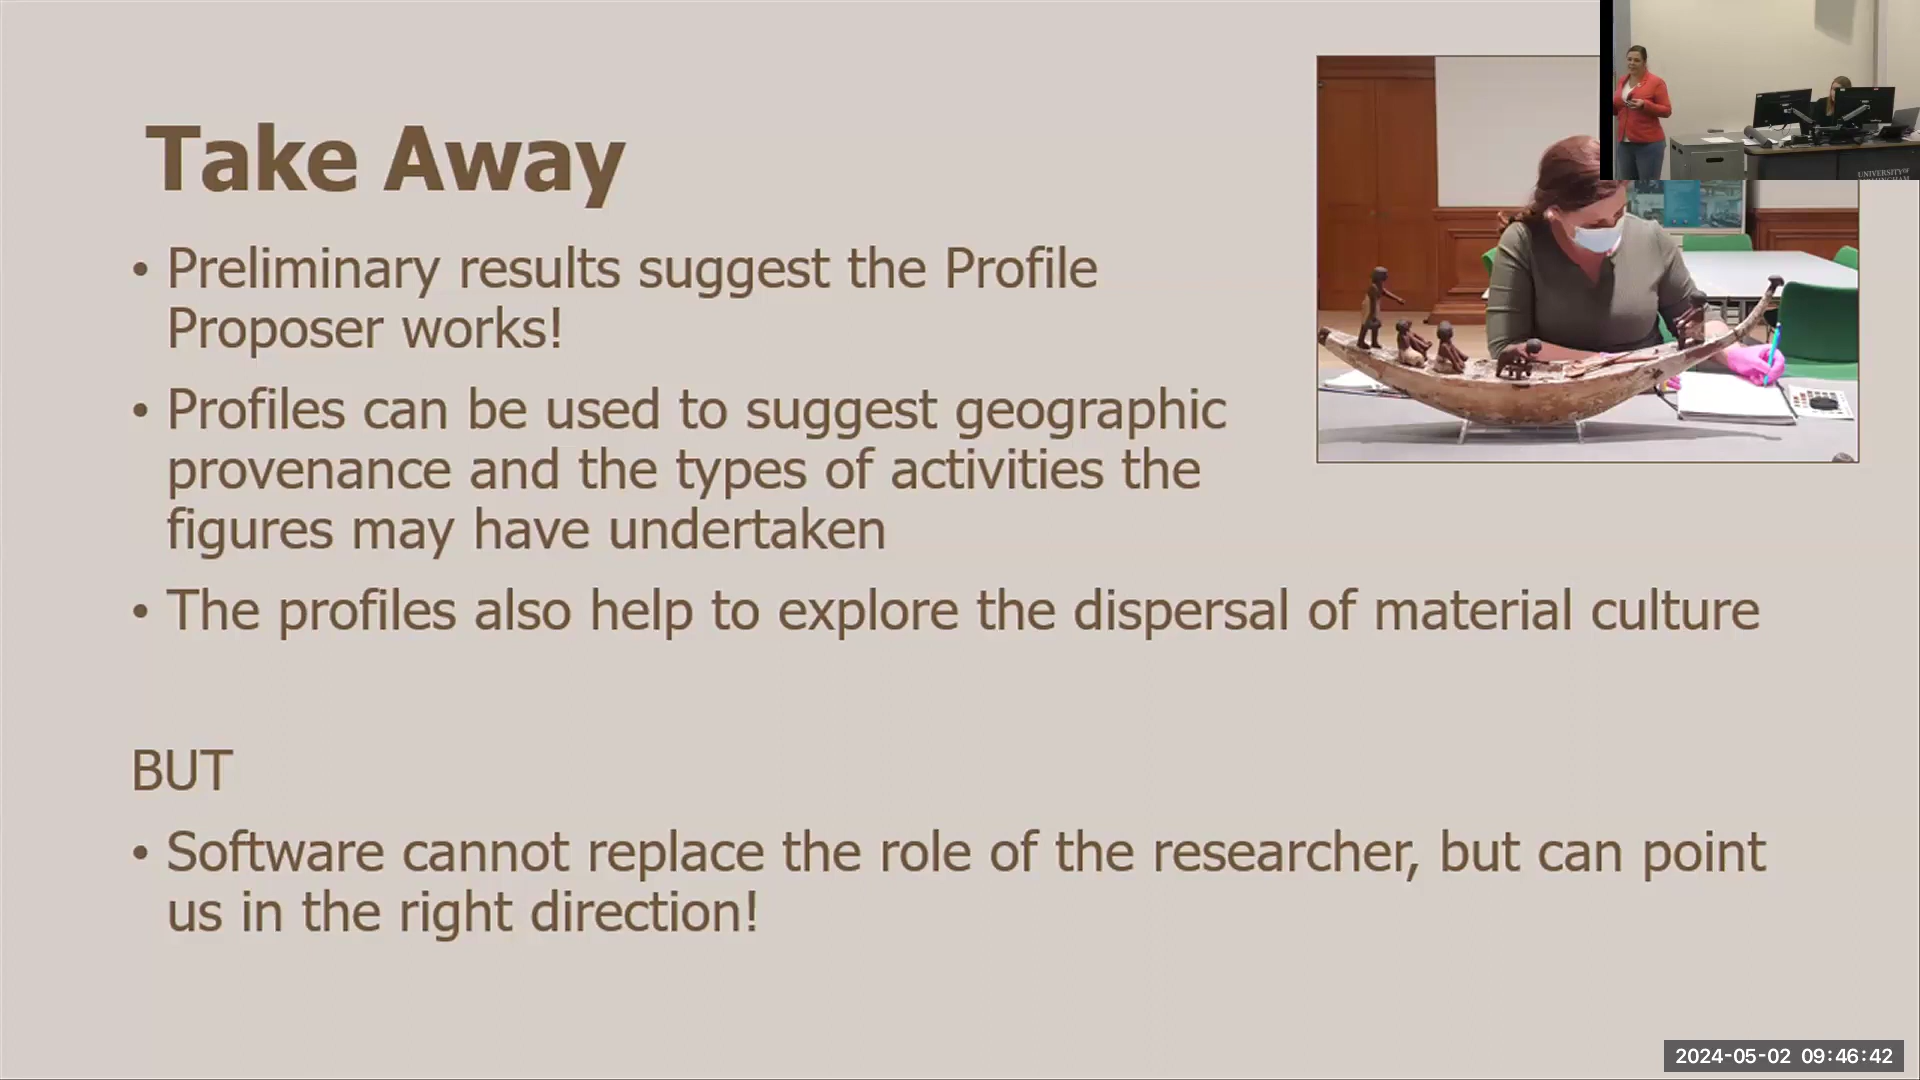 Take Away
• Preliminary results suggest the Profile
Proposer works!
• Profiles can be used to suggest geographic
provenance and the types of activities the
figures may have undertaken
• The profiles also help to explore the dispersal of material culture
BUT
• Software cannot replace the role of the researcher, but can point
us in the right direction!
UNIVERSITY OF
2024-05-02 09:46:42